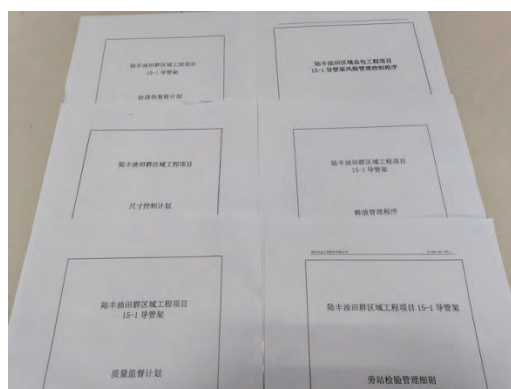 陆丰油田群区域工程项目
15-1 导管架
陆丰油田区域总包工程项目
15-1 导管架风险管理控制程序
陆丰油田群区域工程项目
尺寸控制计划
陆丰油田群区域工程项目
15-1 导管架
释放管理程序
陆丰油田群区域工程项目
15-1 导管架
质量监督计划
陆丰油田群区域工程项目 15-1 导管架
旁站检验管理细则